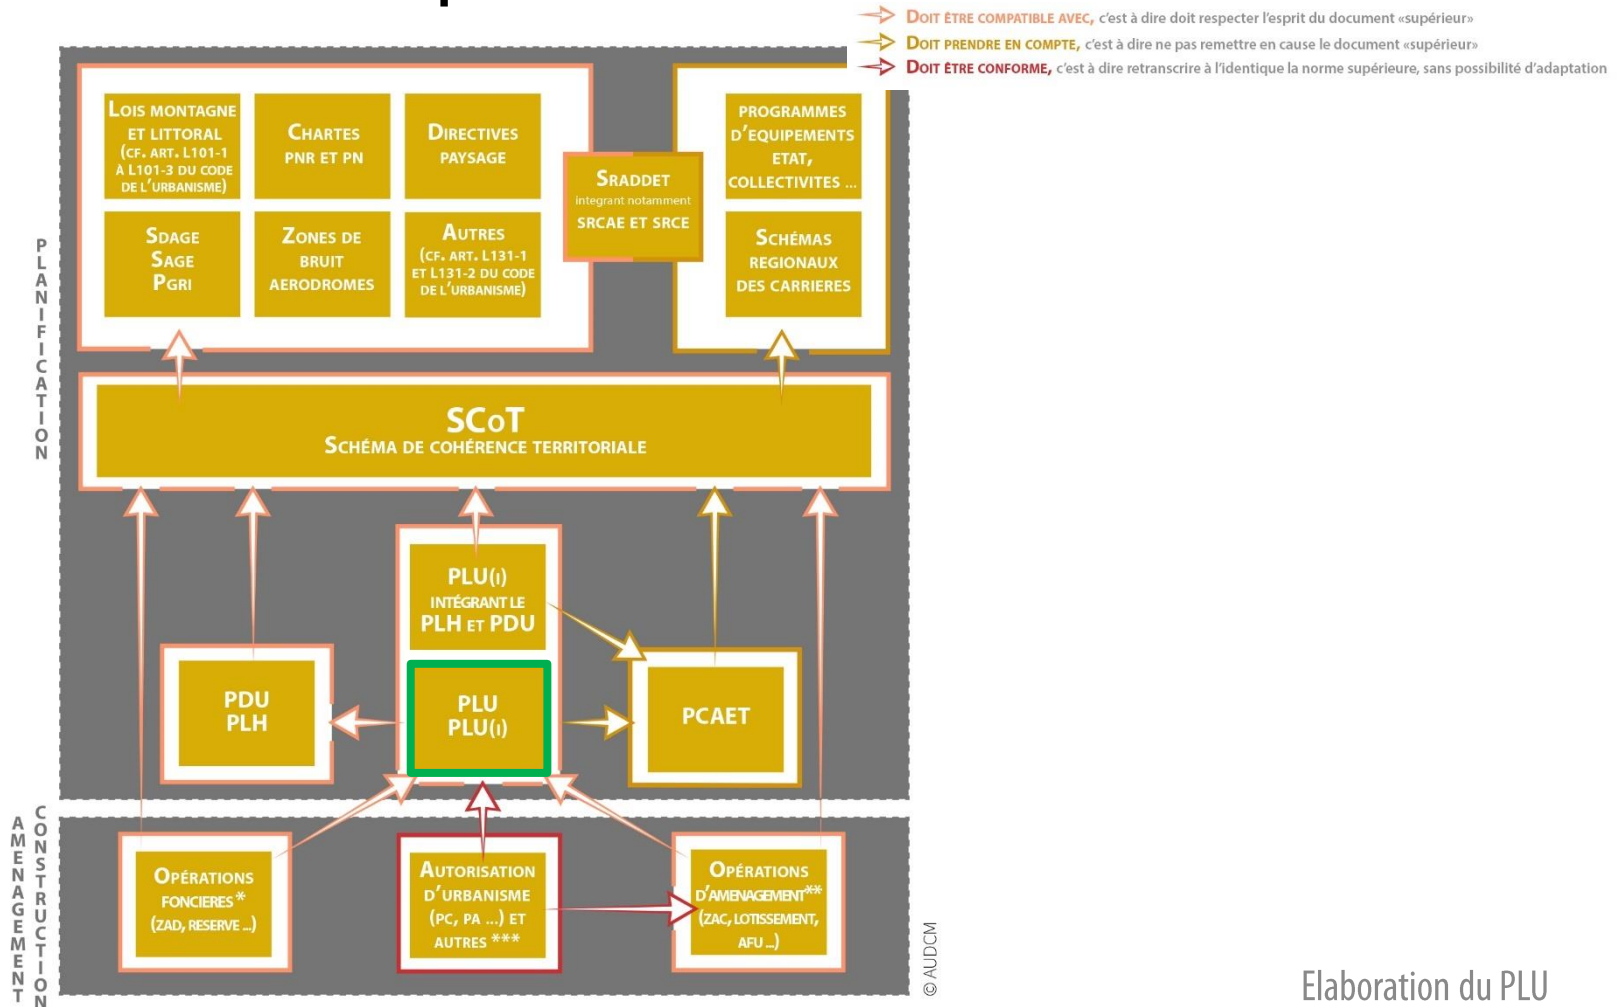 DOIT ÊTRE COMPATIBLE AVEC, c'est à dire doit respecter l'esprit du document «supérieur»
DOIT PRENDRE EN COMPTE, c'est à dire ne pas remettre en cause le document «supérieur»
DOIT ÊTRE CONFORME, c'est à dire retranscrire à l'identique la norme supérieure, sans possibilité d'adaptation
PLANIFICATION
LOIS MONTAGNE
ET LITTORAL
(CF. ART. L101-1
À L101-3 DU CODE
DE L'URBANISME)
CHARTES
PNR ET PN
DIRECTIVES
PAYSAGE
SDAGE
SAGE
PGRI
ZONES DE
BRUIT
AERODROMES
AUTRES
(CF. ART. L131-1
ET L131-2 DU CODE
DE L'URBANISME)
SRADDET
integrant notamment
SRCAE ET SRCE
PROGRAMMES
D'EQUIPEMENTS
ETAT,
COLLECTIVITES ...
SCHÉMAS
REGIONAUX
DES CARRIERES
SCOT
SCHÉMA DE COHÉRENCE TERRITORIALE
PLU(I)
INTÉGRANT LE
PLH ET PDU
PDU
PLH
PLU
PLU(I)
PCAET
AMENAGEMENT
CONSTRUCTION
OPÉRATIONS
FONCIERES *
(ZAD, RESERVE ...)
AUTORISATION
D'URBANISME
(PC, PA ...) ET
AUTRES ***
OPÉRATIONS
D'AMENAGEMENT**
(ZAC, LOTISSEMENT,
AFU ...)
© AUDCM
Elaboration du PLU